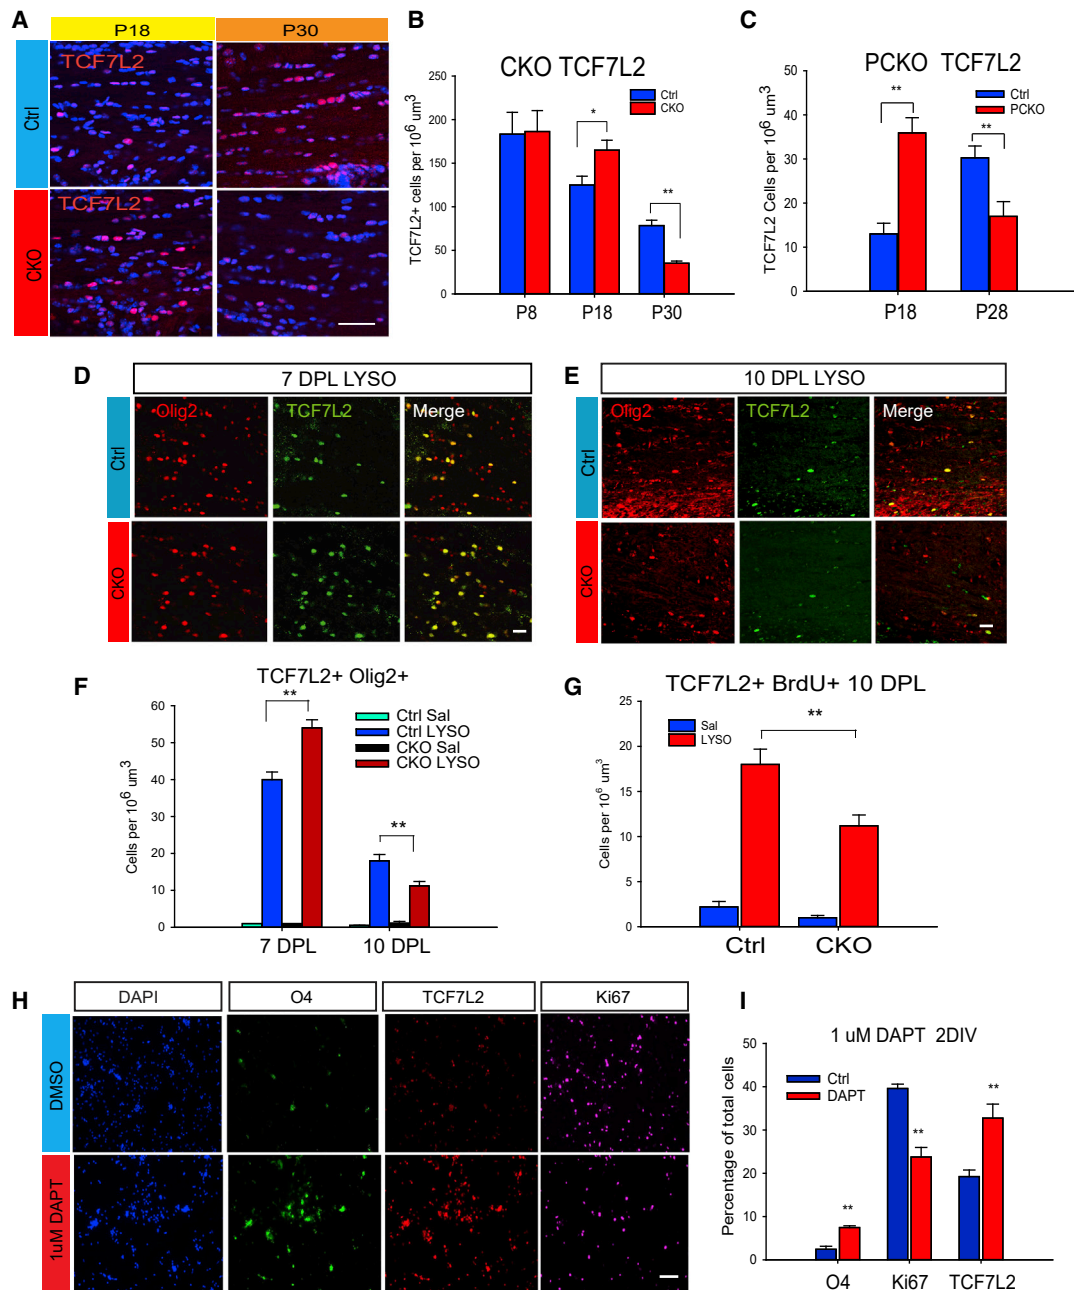 A
P18
P30
Ctrl
TCF7L2
CKO
TCF7L2
B
CKO TCF7L2
TCF7L2+ cells per 10^6 um^3
250
200
150
100
50
0
Ctrl
CKO
*
**
P8
P18
P30
C
PCKO TCF7L2
TCF7L2 Cells per 10^6 um^3
50
40
30
20
10
0
Ctrl
PCKO
**
**
P18
P28
D
7 DPL LYSO
Ctrl
Olig2
TCF7L2
Merge
CKO
E
10 DPL LYSO
Ctrl
Olig2
TCF7L2
Merge
CKO
F
TCF7L2+ Olig2+
Cells per 10^6 um^3
60
40
20
10
0
**
**
Ctrl Sal
Ctrl LYSO
CKO Sal
CKO LYSO
7 DPL
10 DPL
G
TCF7L2+ BrdU+ 10 DPL
Cells per 10^6 um^3
25
20
15
10
5
0
Sal
LYSO
**
Ctrl
CKO
H
DAPI
O4
TCF7L2
Ki67
DMSO
1uM DAPT
I
1 uM DAPT 2DIV
Percentage of total cells
50
40
30
20
10
0
Ctrl
DAPT
**
**
**
O4
Ki67
TCF7L2